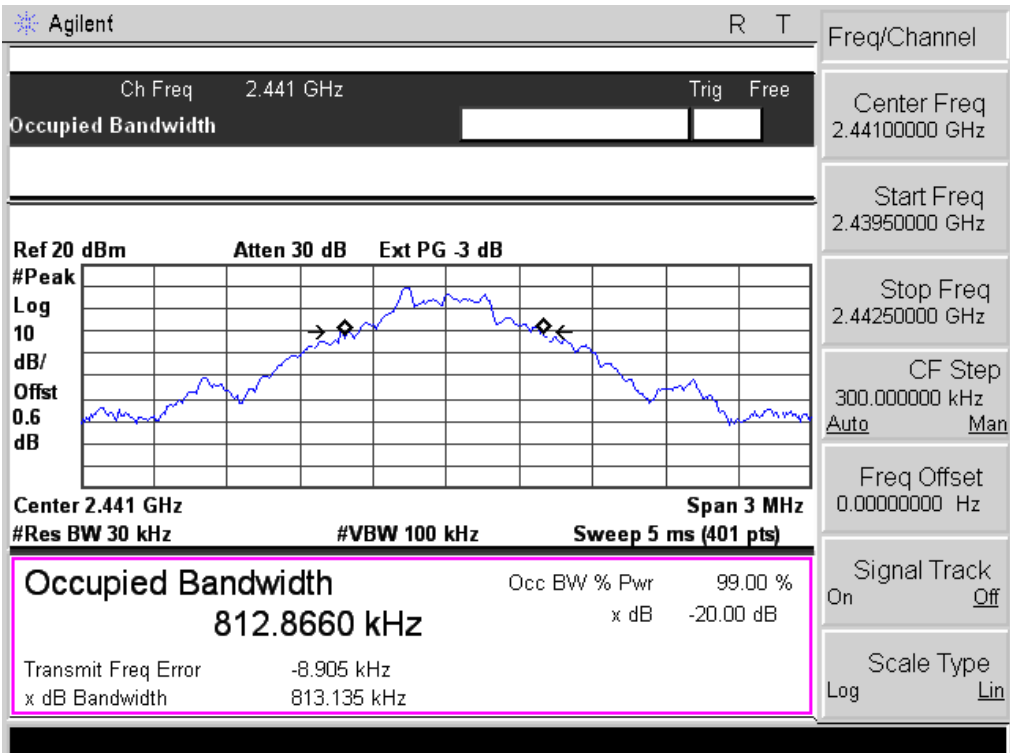 Agilent R T
Ch Freq 2.441 GHz Trig Free
Occupied Bandwidth
Ref 20 dBm Atten 30 dB Ext PG -3 dB
#Peak
Log
10
dB/
Offst
0.6
dB
Center 2.441 GHz Span 3 MHz
#Res BW 30 kHz #VBW 100 kHz Sweep 5 ms (401 pts)
Occupied Bandwidth Occ BW % Pwr 99.00 %
812.8660 kHz x dB -20.00 dB
Transmit Freq Error -8.905 kHz
x dB Bandwidth 813.135 kHz
Freq/Channel
Center Freq
2.44100000 GHz
Start Freq
2.43950000 GHz
Stop Freq
2.44250000 GHz
CF Step
300.000000 kHz
Auto Man
Freq Offset
0.00000000 Hz
Signal Track
On Off
Scale Type
Log Lin